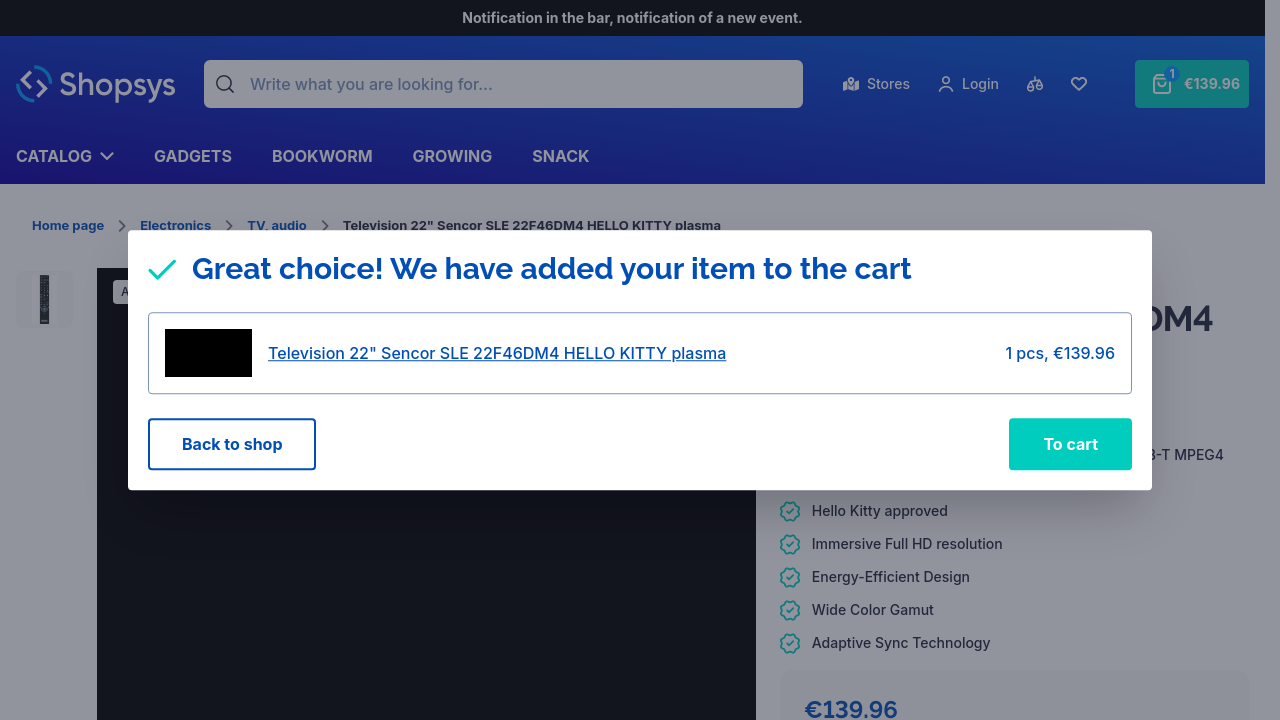 Notification in the bar, notification of a new event.
Shopsys
Write what you are looking for...
Stores
Login
1
€139.96
CATALOG
GADGETS
BOOKWORM
GROWING
SNACK
Home page
Electronics
TV, audio
Television 22" Sencor SLE 22F46DM4 HELLO KITTY plasma
Great choice! We have added your item to the cart
A
DM4
Television 22" Sencor SLE 22F46DM4 HELLO KITTY plasma
1 pcs, €139.96
Back to shop
To cart
-T MPEG4
Hello Kitty approved
Immersive Full HD resolution
Energy-Efficient Design
Wide Color Gamut
Adaptive Sync Technology
€139.96